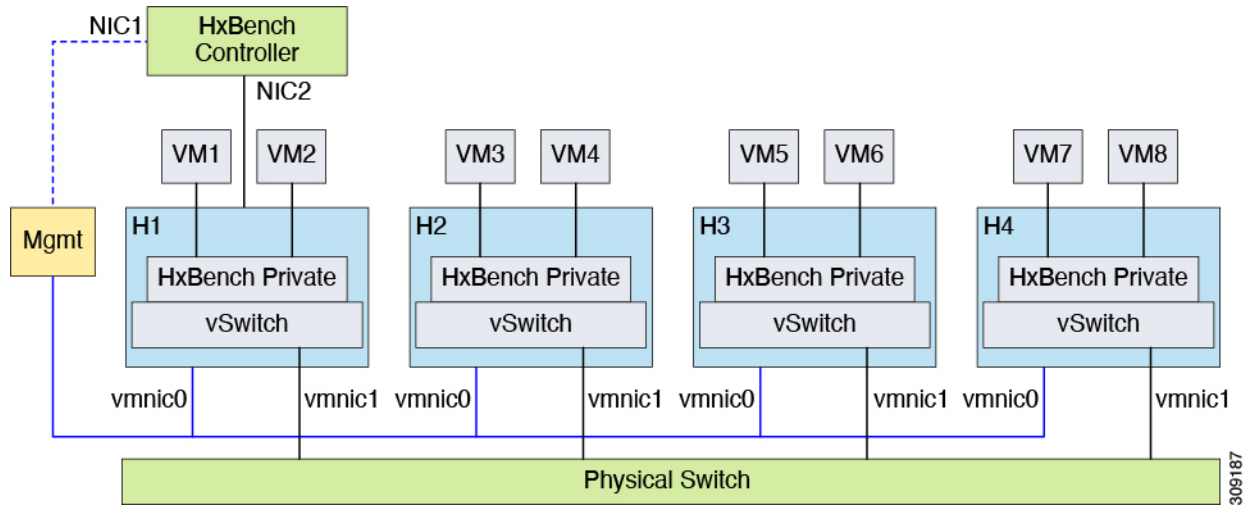 NIC1
HxBench
Controller
NIC2
VM1
VM2
VM3
VM4
VM5
VM6
VM7
VM8
Mgmt
H1
H2
H3
H4
HxBench Private
HxBench Private
HxBench Private
HxBench Private
vSwitch
vSwitch
vSwitch
vSwitch
vmnic0
vmnic1
vmnic0
vmnic1
vmnic0
vmnic1
vmnic0
vmnic1
Physical Switch
309187